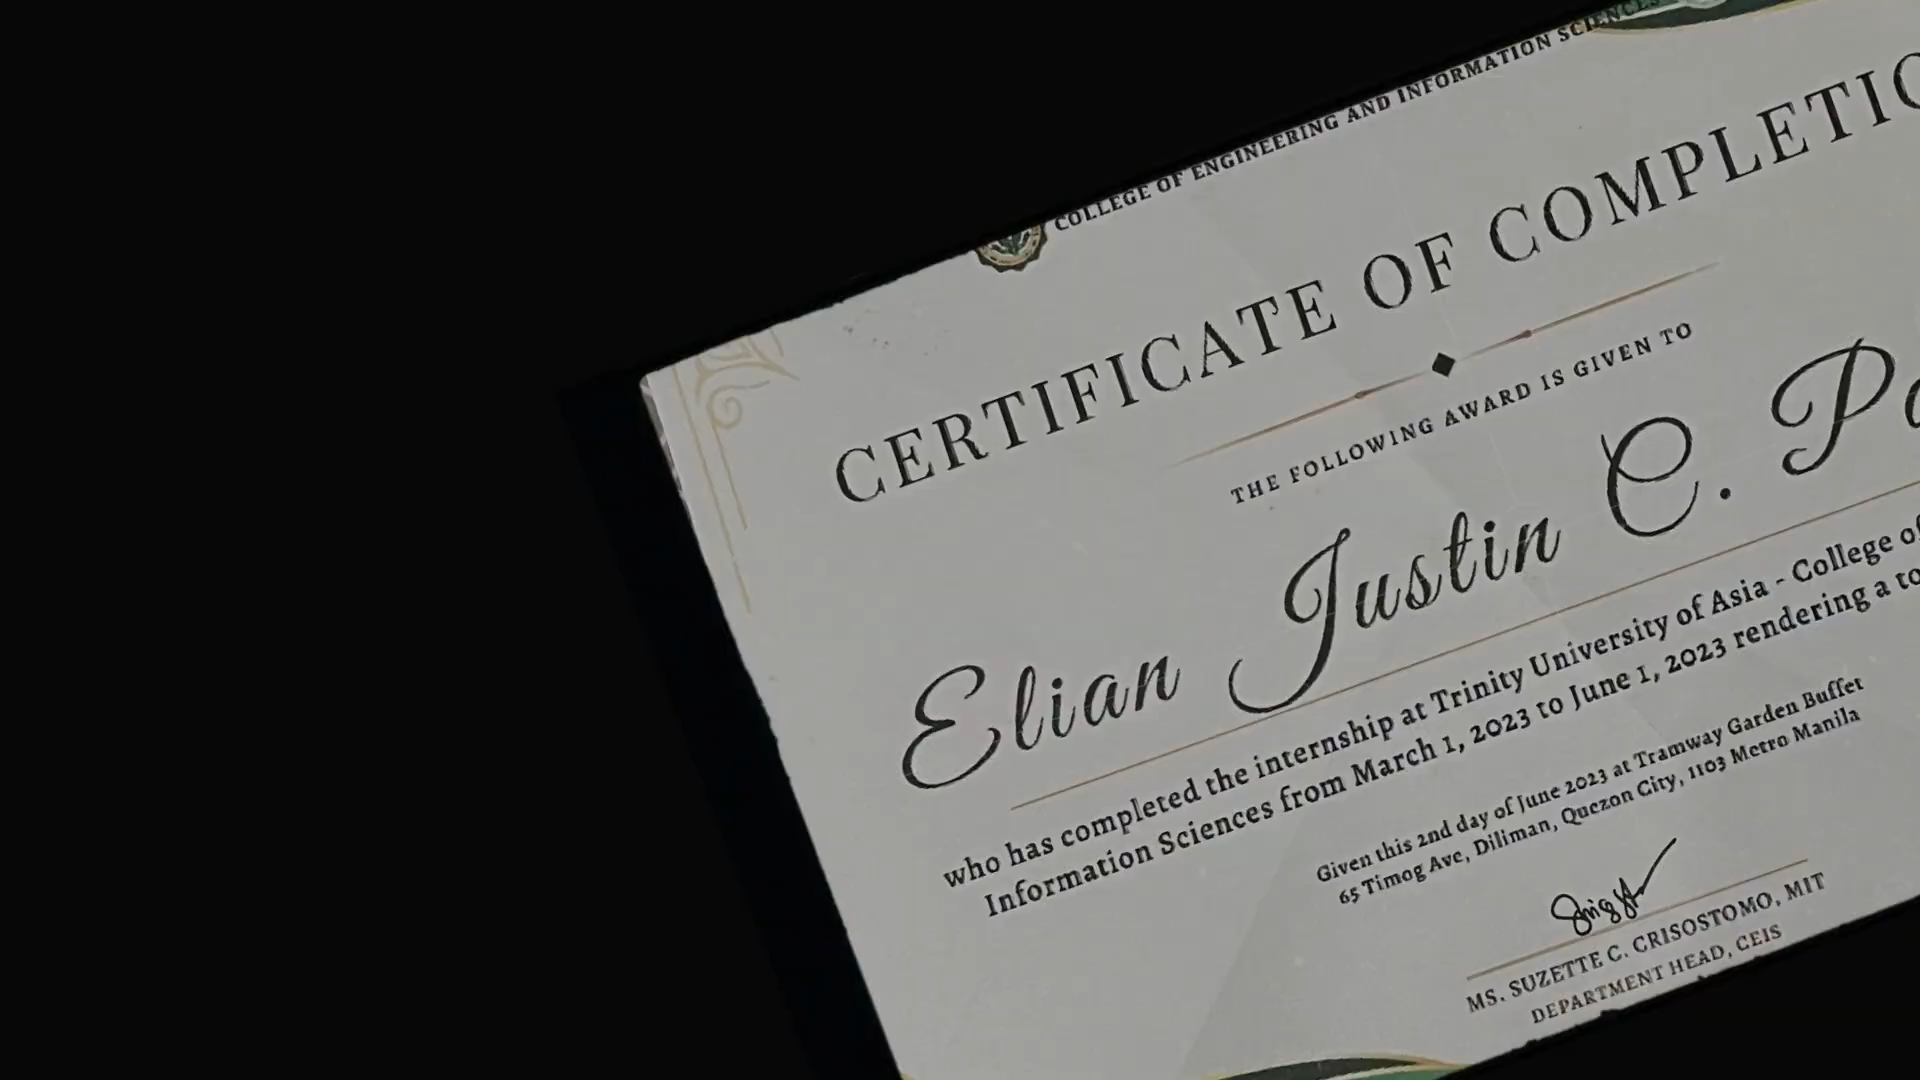 COLLEGE OF ENGINEERING AND INFORMATION SCIENCES
CERTIFICATE OF COMPLETIO
THE FOLLOWING AWARD IS GIVEN TO
Elian Justin C. Pa
who has completed the internship at Trinity University of Asia - College of
Information Sciences from March 1, 2023 to June 1, 2023 rendering a to
Given this 2nd day of June 2023 at Tramway Garden Buffet
65 Timog Ave, Diliman, Quezon City, 1103 Metro Manila
MS. SUZETTE C. CRISOSTOMO, MIT
DEPARTMENT HEAD, CEIS